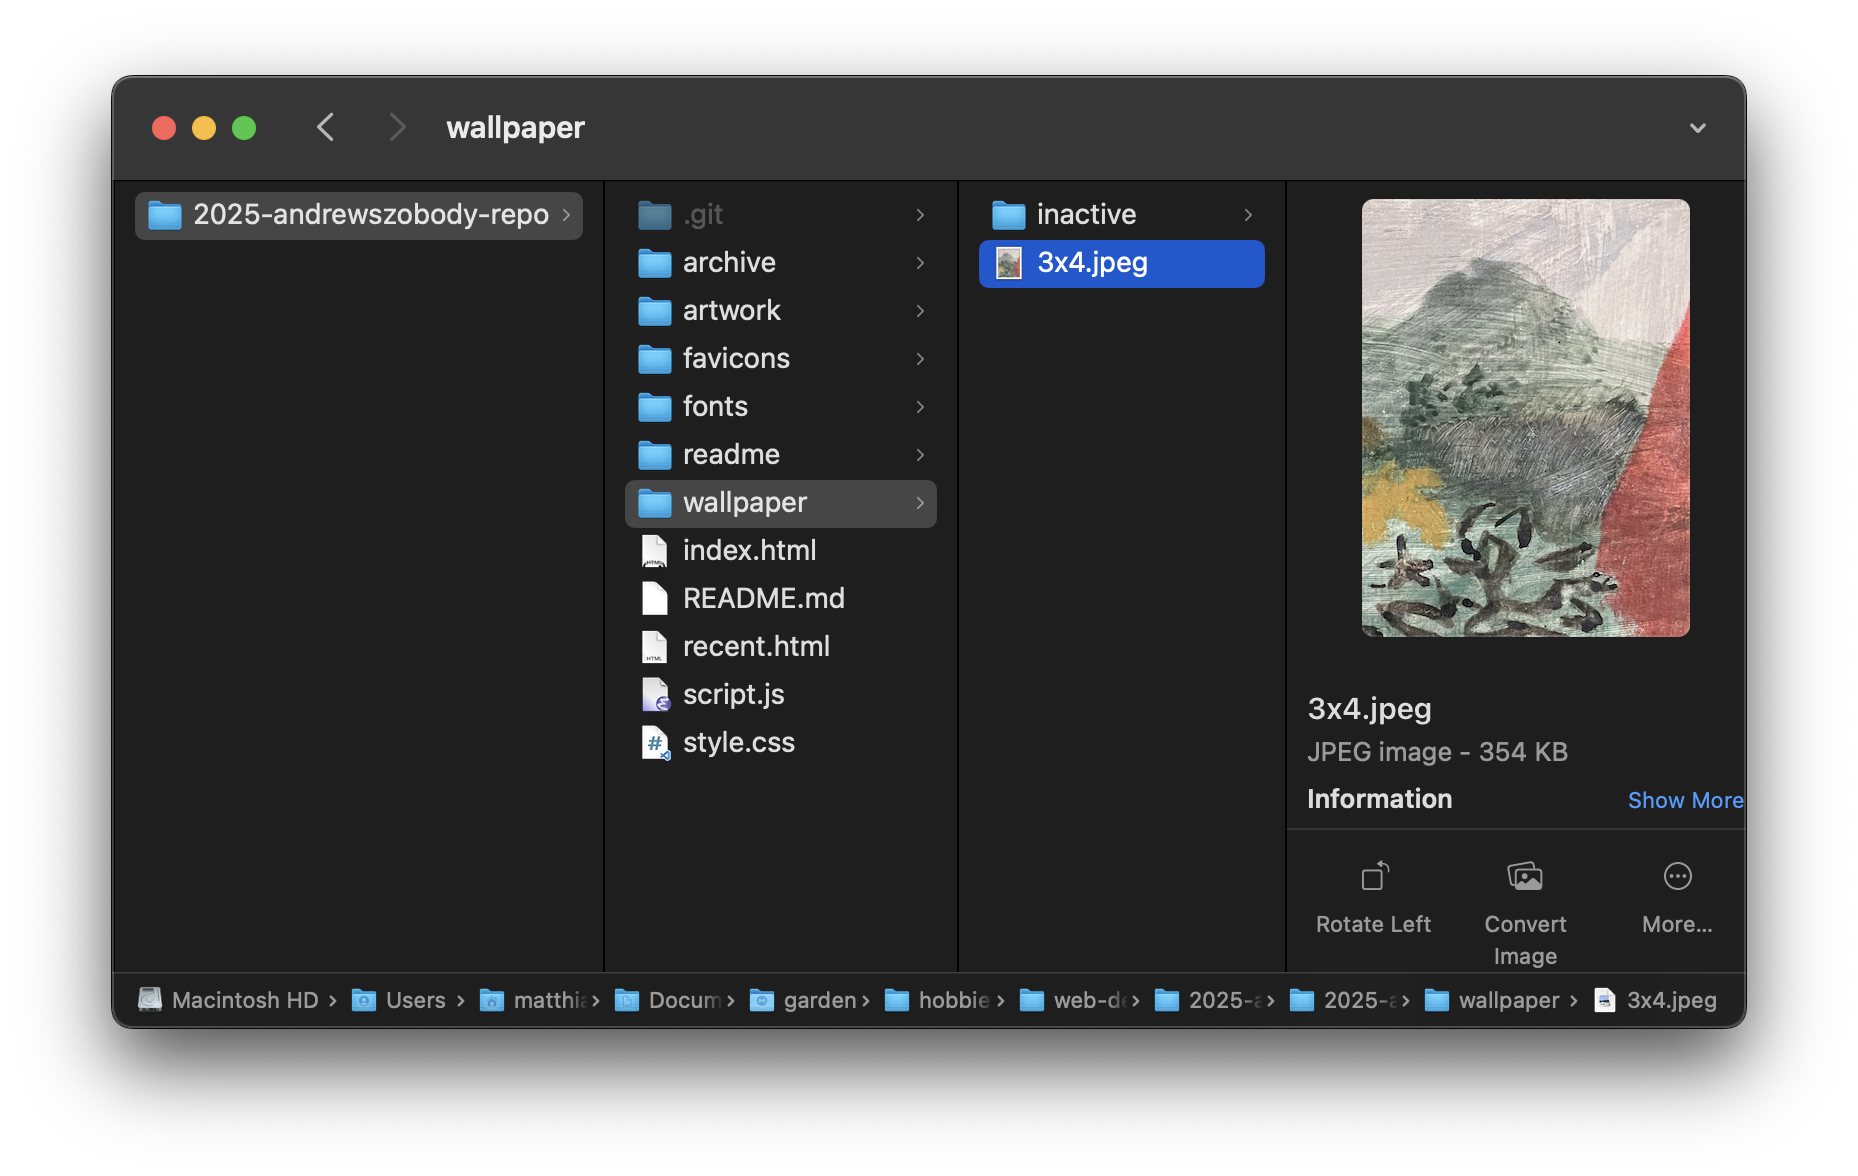 wallpaper
2025-andrewszobody-repo
.git
archive
artwork
favicons
fonts
readme
wallpaper
index.html
README.md
recent.html
script.js
style.css
inactive
3x4.jpeg
3x4.jpeg
JPEG image - 354 KB
Information Show More
Rotate Left
Convert
Image
More...
Macintosh HD Users matthi Docum garden hobbie web-d 2025- 2025- wallpaper 3x4.jpeg